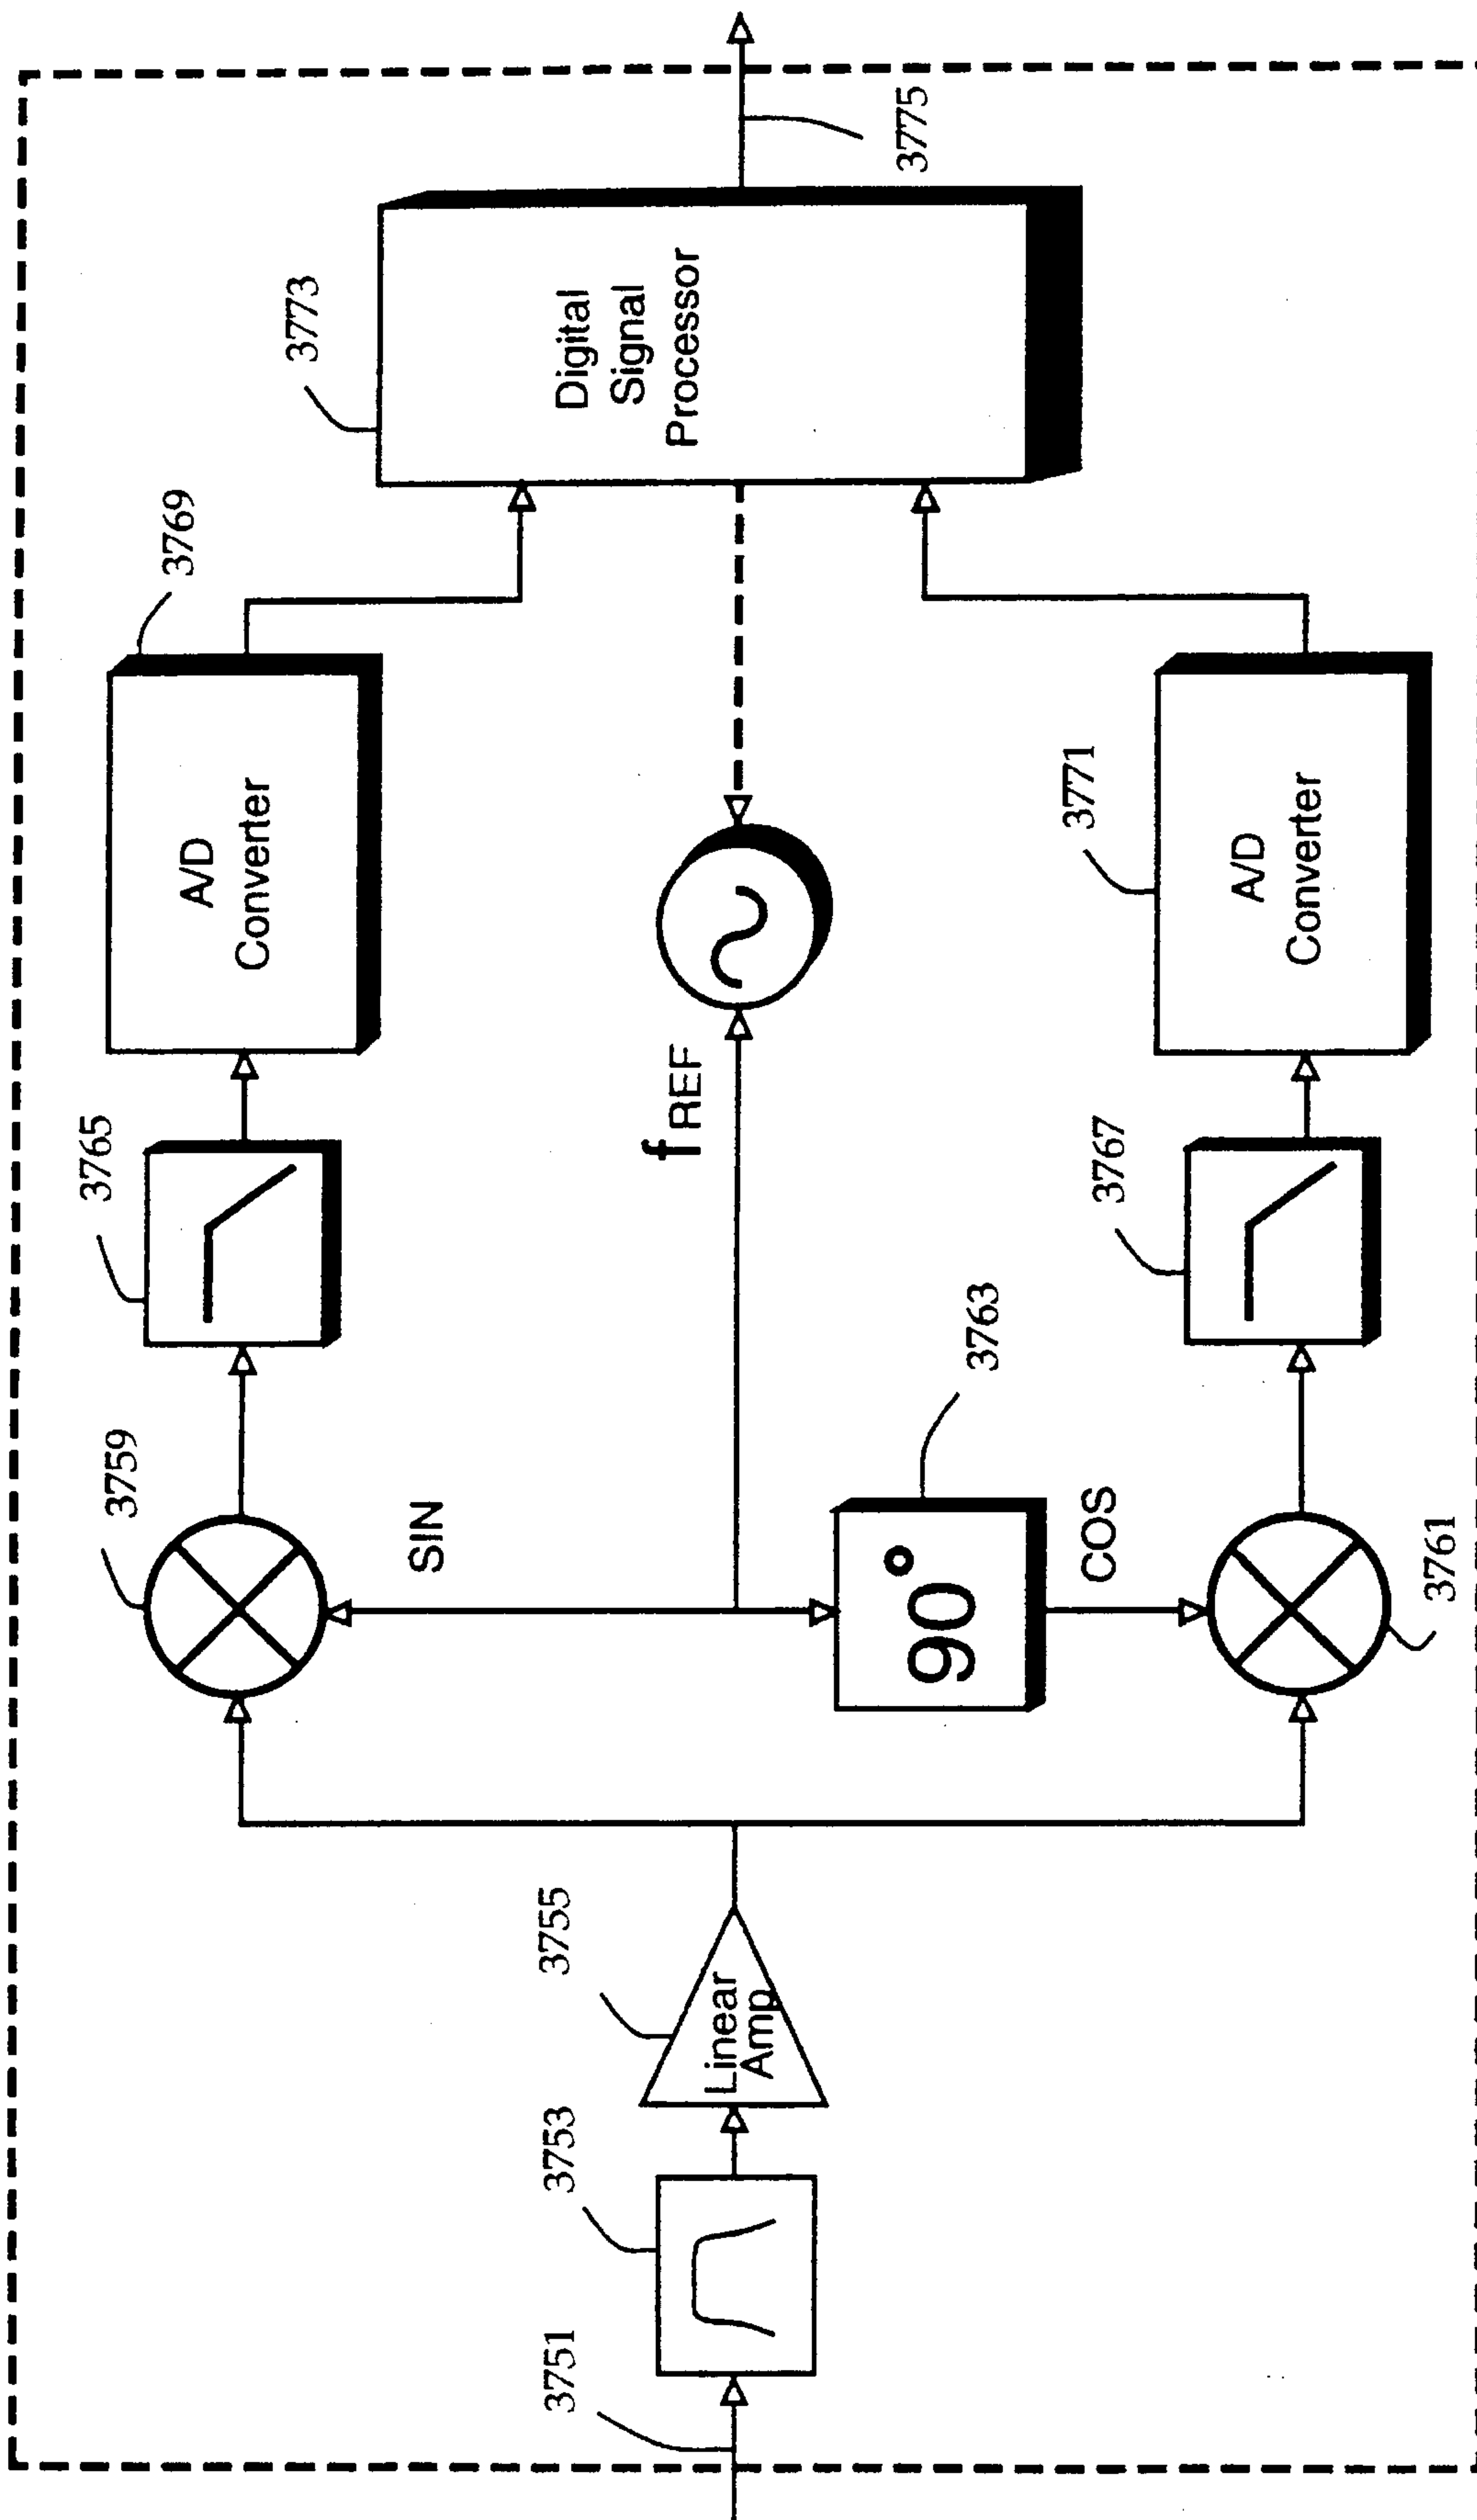 3751
3753
3755
Linear
Amp
3759
SIN
90°
3763
COS
3761
3765
f REF
3767
3769
A/D
Converter
3771
A/D
Converter
3773
Digital
Signal
Processor
3775